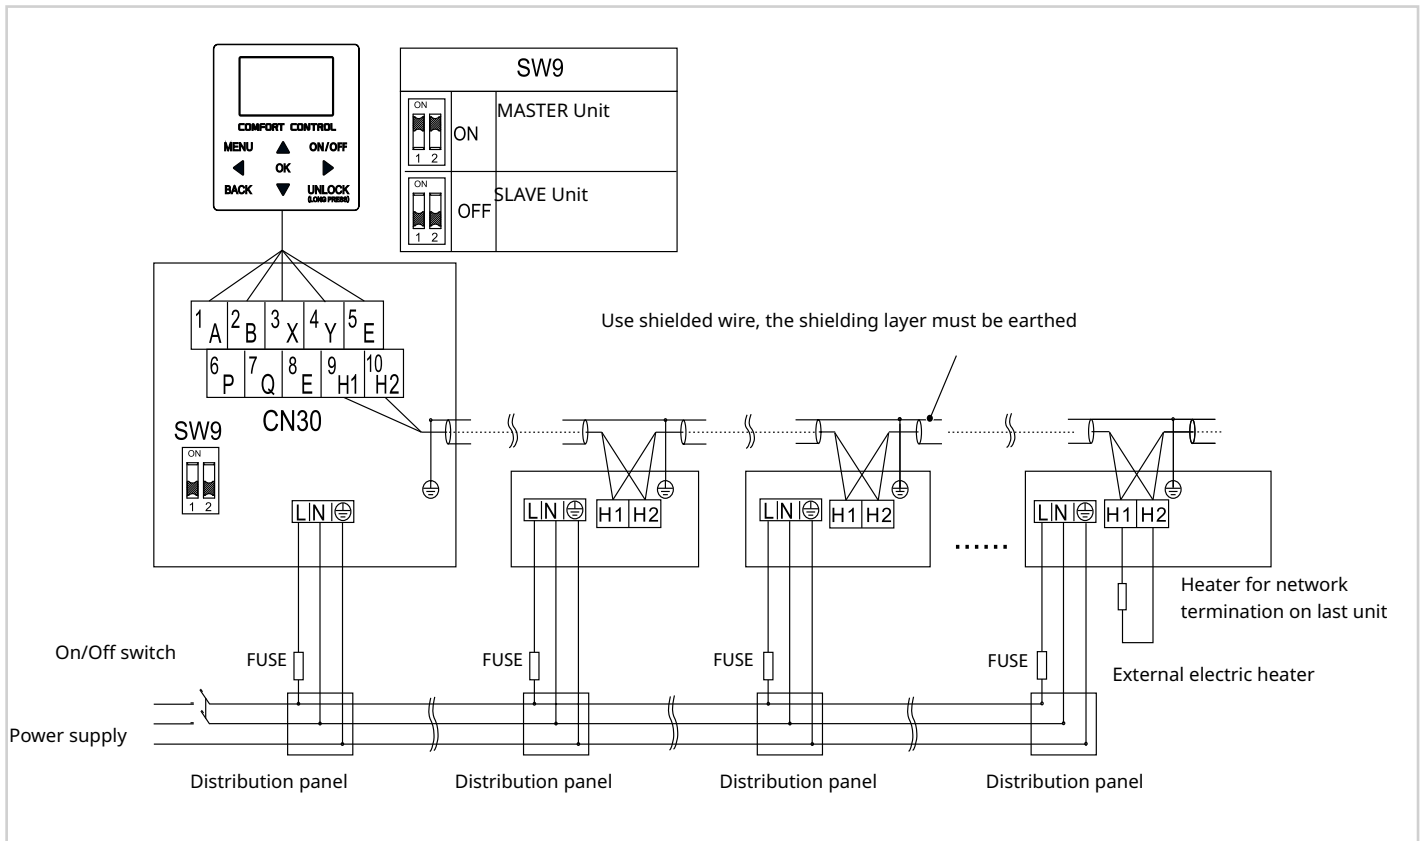 SW9
ON
MASTER Unit
ON
1 2
ON
SLAVE Unit
OFF
1 2
COMFORT CONTROL
MENU ON/OFF
OK
BACK UNLOCK
(LONG PRESS)
1 A 2 B 3 X 4 Y 5 E
6 P 7 Q 8 E 9 H1 10 H2
CN30
SW9
ON
1 2
Use shielded wire, the shielding layer must be earthed
L N
L N H1 H2
L N H1 H2
......
L N H1 H2
Heater for network
termination on last unit
External electric heater
On/Off switch
FUSE FUSE FUSE FUSE
Power supply
Distribution panel Distribution panel Distribution panel Distribution panel